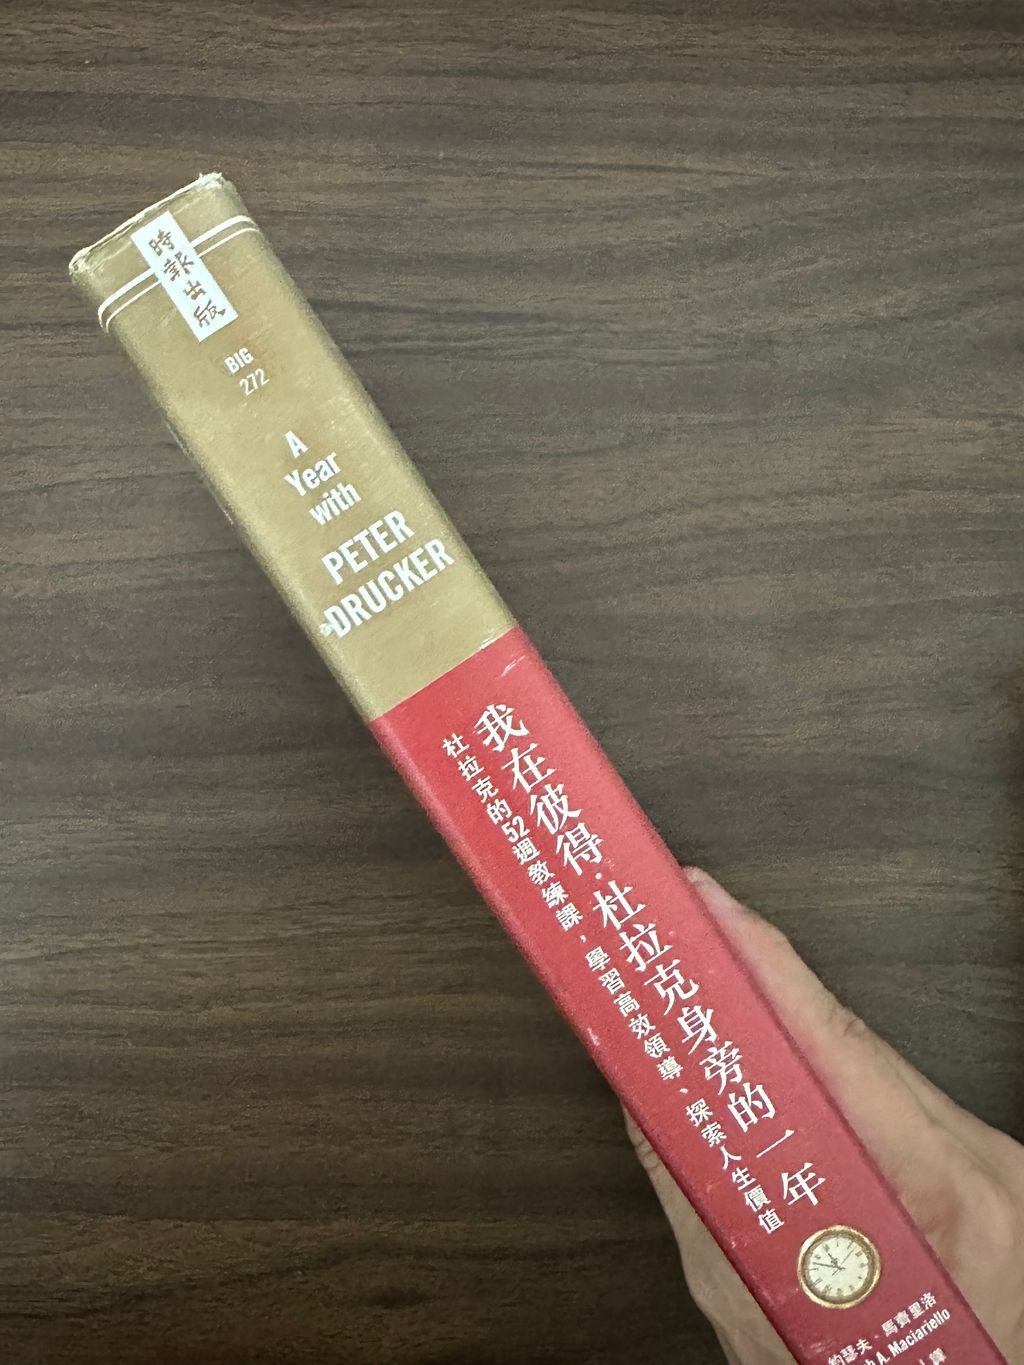 時報出版
BIG
272
A
Year
with
PETER
DRUCKER
我在彼得·杜拉克身旁的一年
杜拉克的52週教練課，學習高效領導、探索人生價值
約瑟夫·馬齊里洛
A. Maciariello